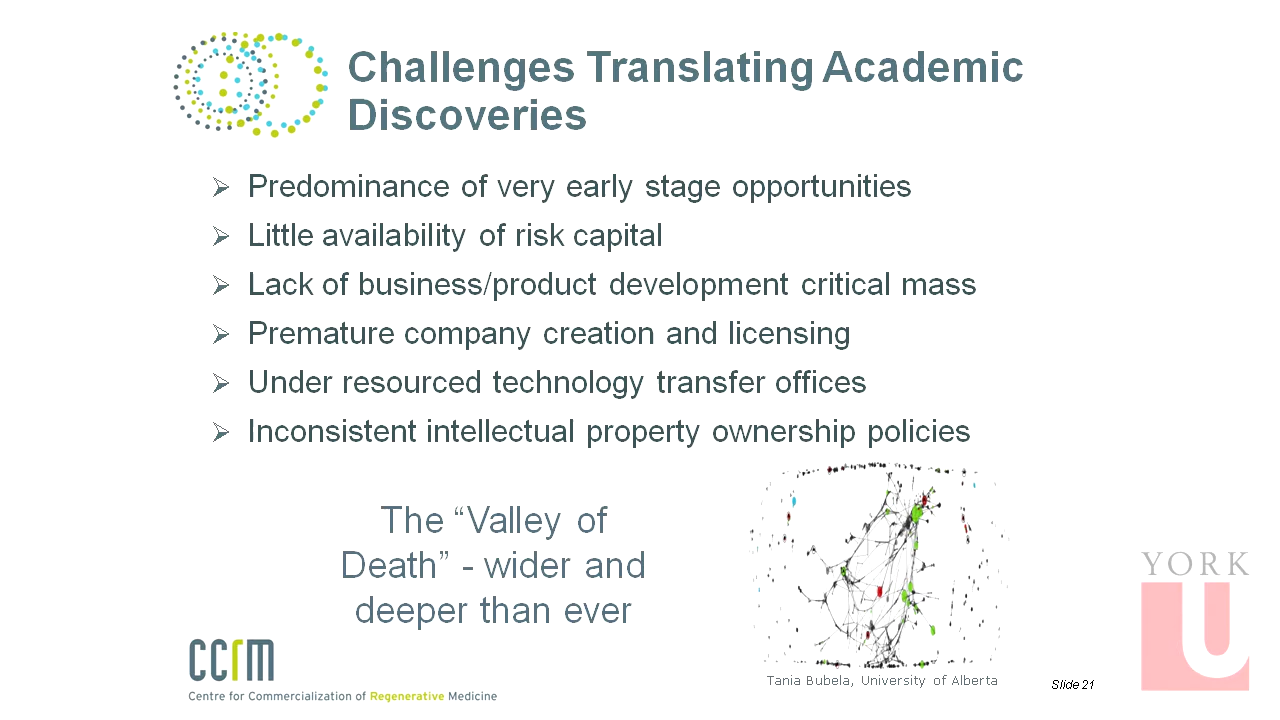 Challenges Translating Academic
Discoveries
Predominance of very early stage opportunities
Little availability of risk capital
Lack of business/product development critical mass
Premature company creation and licensing
Under resourced technology transfer offices
Inconsistent intellectual property ownership policies
The “Valley of
Death” - wider and
deeper than ever
ccrm
Centre for Commercialization of Regenerative Medicine
Tania Bubela, University of Alberta
Slide 21
YORK
U